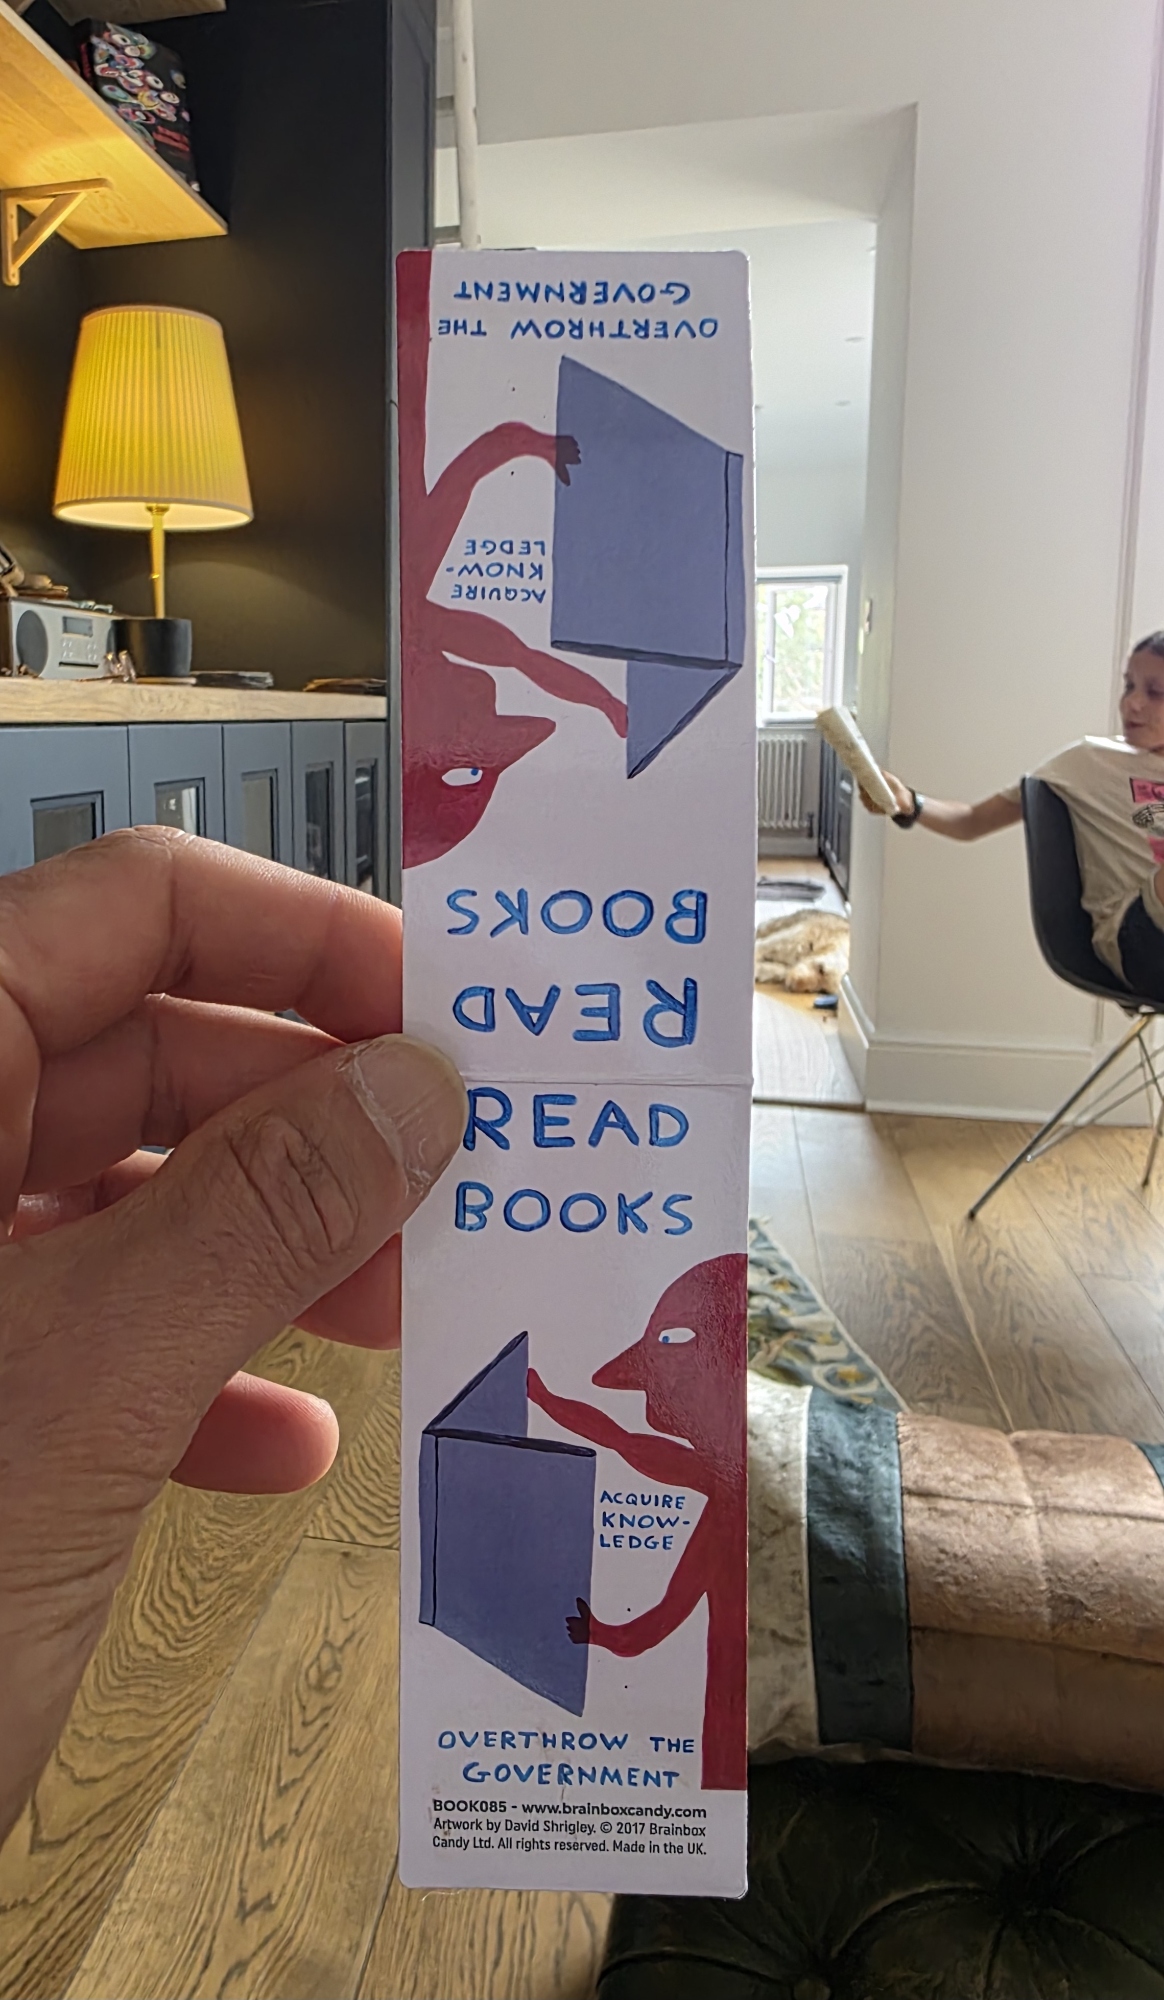 OVERTHROW THE
GOVERNMENT
ACQUIRE
KNOW-
LEDGE
READ
BOOKS
READ
BOOKS
ACQUIRE
KNOW-
LEDGE
OVERTHROW THE
GOVERNMENT
BOOK085 - www.brainboxcandy.com
Artwork by David Shrigley. © 2017 Brainbox
Candy Ltd. All rights reserved. Made in the UK.